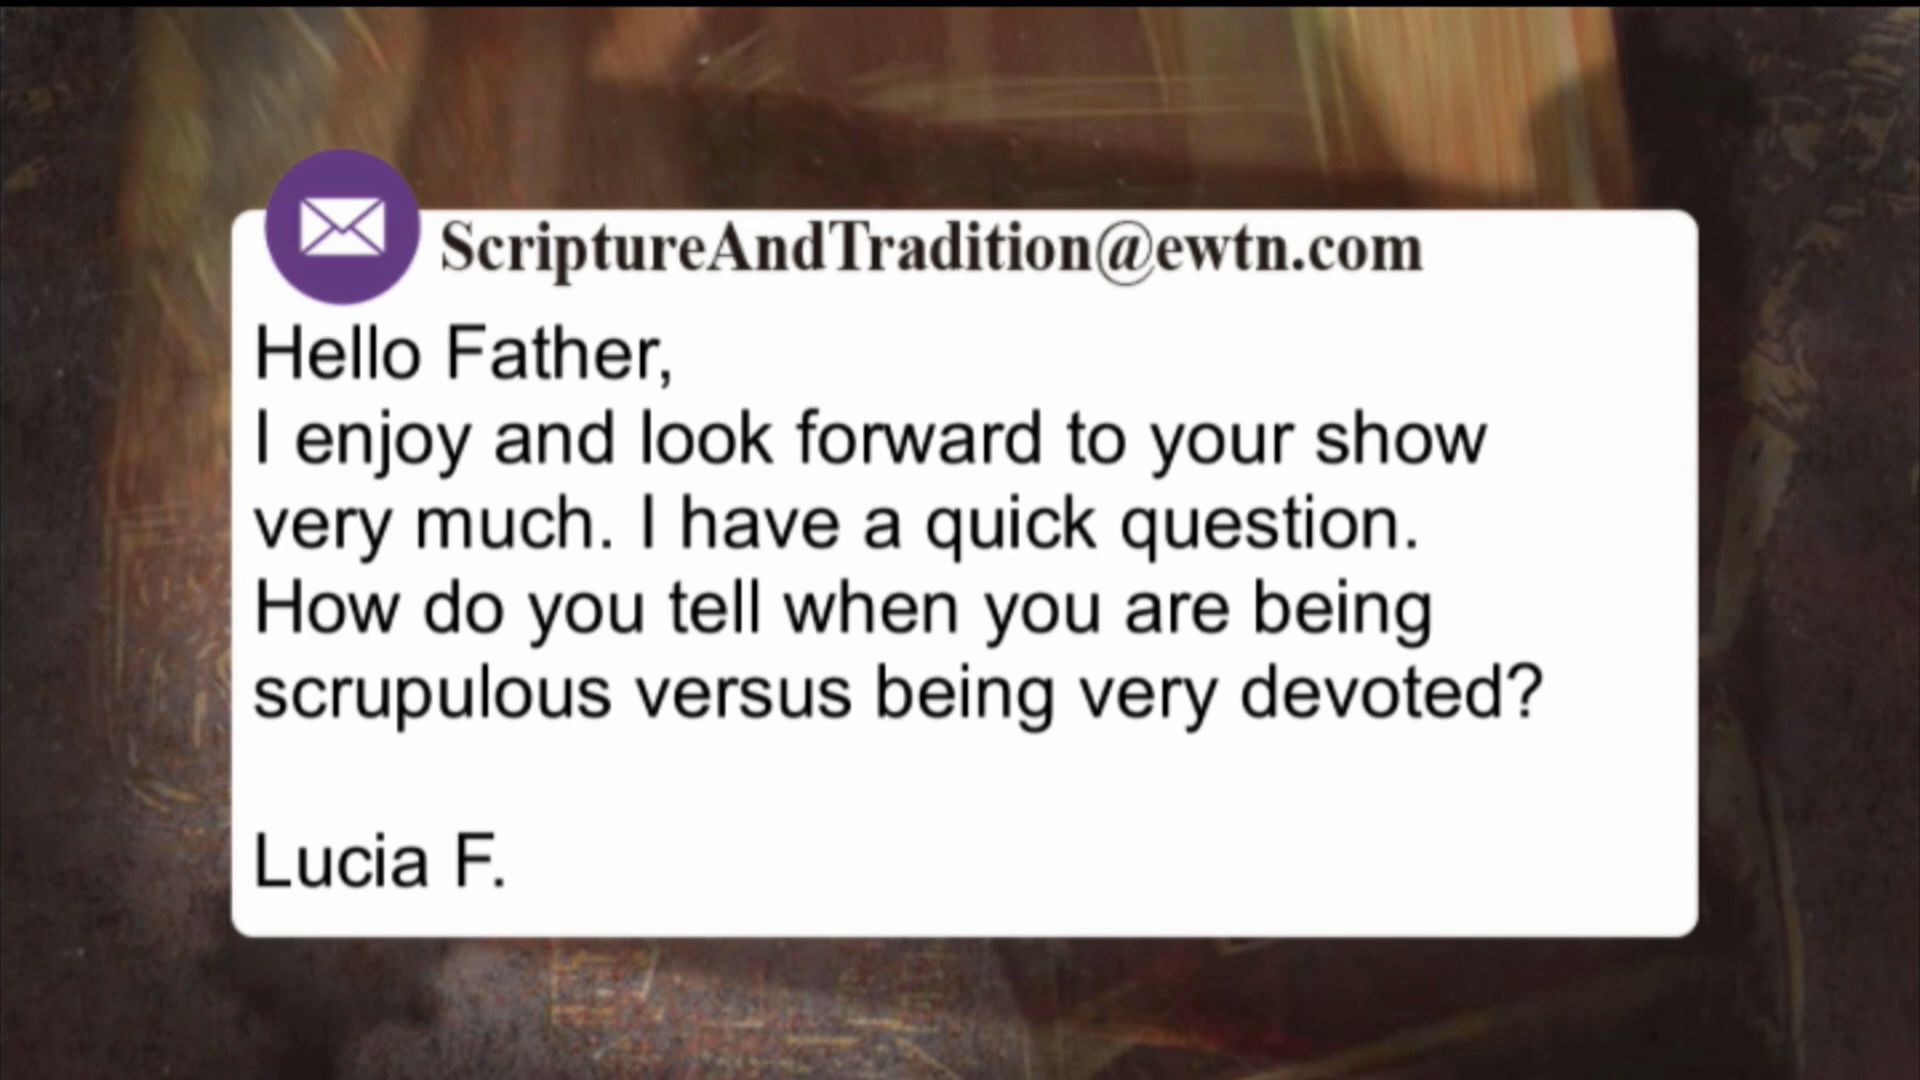 ScriptureAndTradition@ewtn.com
Hello Father,
I enjoy and look forward to your show
very much. I have a quick question.
How do you tell when you are being
scrupulous versus being very devoted?
Lucia F.